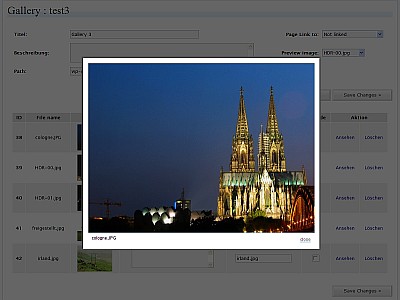 Gallery : test3
Titel: Gallery 3 Page Link to: Not linked
Beschreibung: Preview image: HDR-00.jpg
Path:
Save Changes »
ID File name Aktion
38 cologne.JPG Ansehen Löschen
39 HDR-00.jpg Ansehen Löschen
40 HDR-01.jpg Ansehen Löschen
41 freigestellt.jpg Ansehen Löschen
42 irland.jpg irland.jpg Ansehen Löschen
cologne.JPG close
Save Changes »